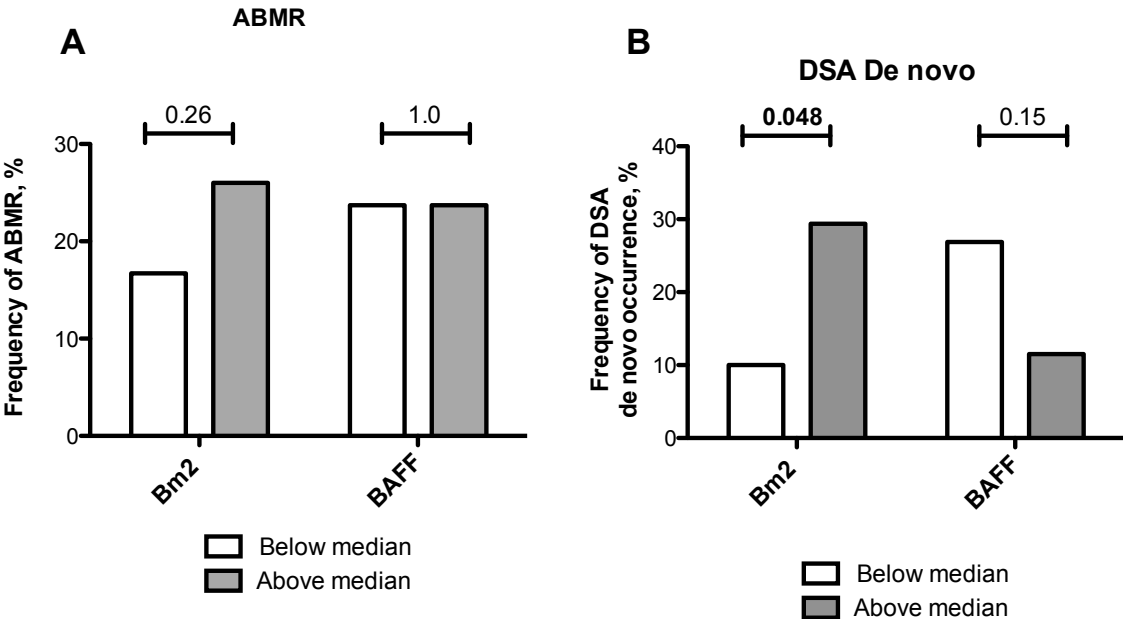 A
ABMR
0.26
1.0
Frequency of ABMR, %
30
20
10
0
Bm2
BAFF
Below median
Above median
B
DSA De novo
0.048
0.15
Frequency of DSA
de novo occurrence, %
40
30
20
10
0
Bm2
BAFF
Below median
Above median